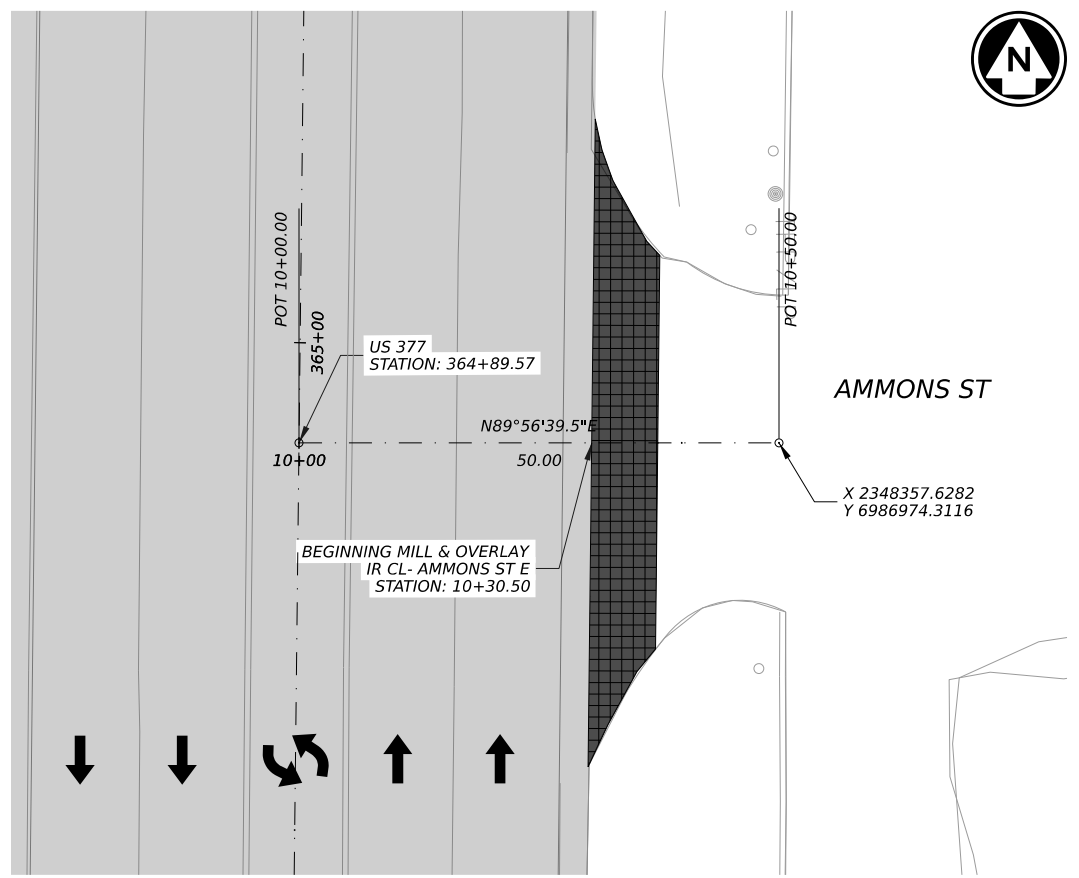 N
POT 10+00.00
POT 10+50.00
365+00
US 377
STATION: 364+89.57
AMMONS ST
N89°56'39.5"E
10+00
50.00
X 2348357.6282
Y 6986974.3116
BEGINNING MILL & OVERLAY
IR CL- AMMONS ST E
STATION: 10+30.50